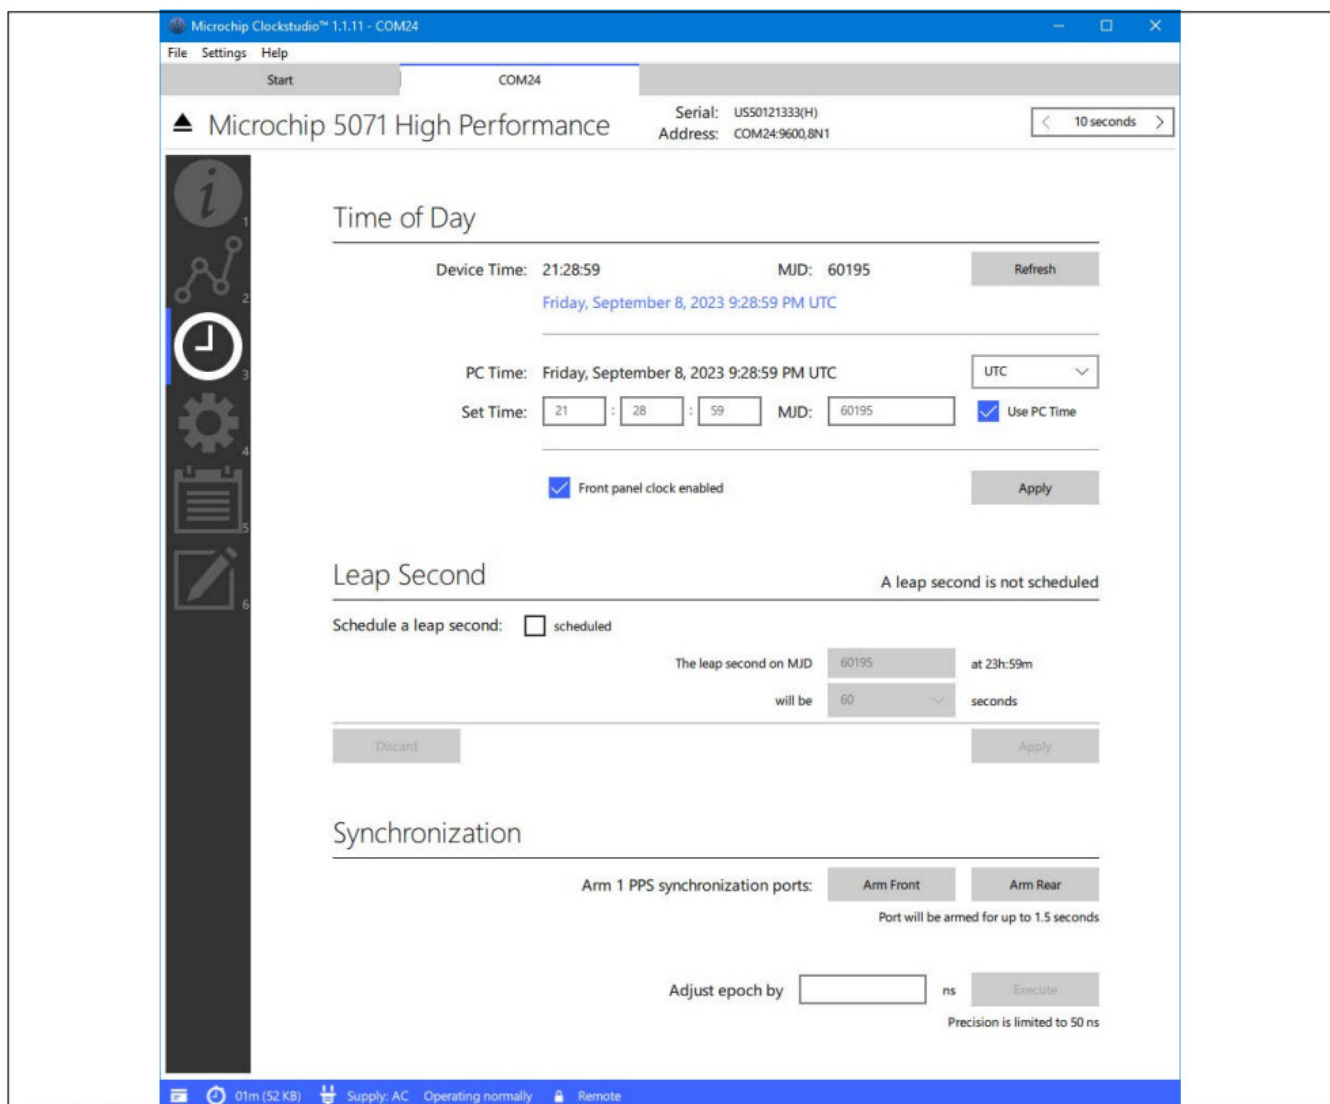 Microchip Clockstudio™ 1.1.11 - COM24
File Settings Help
Start COM24
Microchip 5071 High Performance
Serial: US50121333(H)
Address: COM24:9600,8N1
10 seconds
1
2
3
4
5
6
Time of Day
Device Time: 21:28:59 MJD: 60195 Refresh
Friday, September 8, 2023 9:28:59 PM UTC
PC Time: Friday, September 8, 2023 9:28:59 PM UTC UTC
Set Time: 21 : 28 : 59 MJD: 60195 Use PC Time
Front panel clock enabled Apply
Leap Second A leap second is not scheduled
Schedule a leap second: scheduled
The leap second on MJD 60195 at 23h:59m
will be 60 seconds
Discard Apply
Synchronization
Arm 1 PPS synchronization ports: Arm Front Arm Rear
Port will be armed for up to 1.5 seconds
Adjust epoch by ns Execute
Precision is limited to 50 ns
01m (52 KB) Supply: AC Operating normally Remote